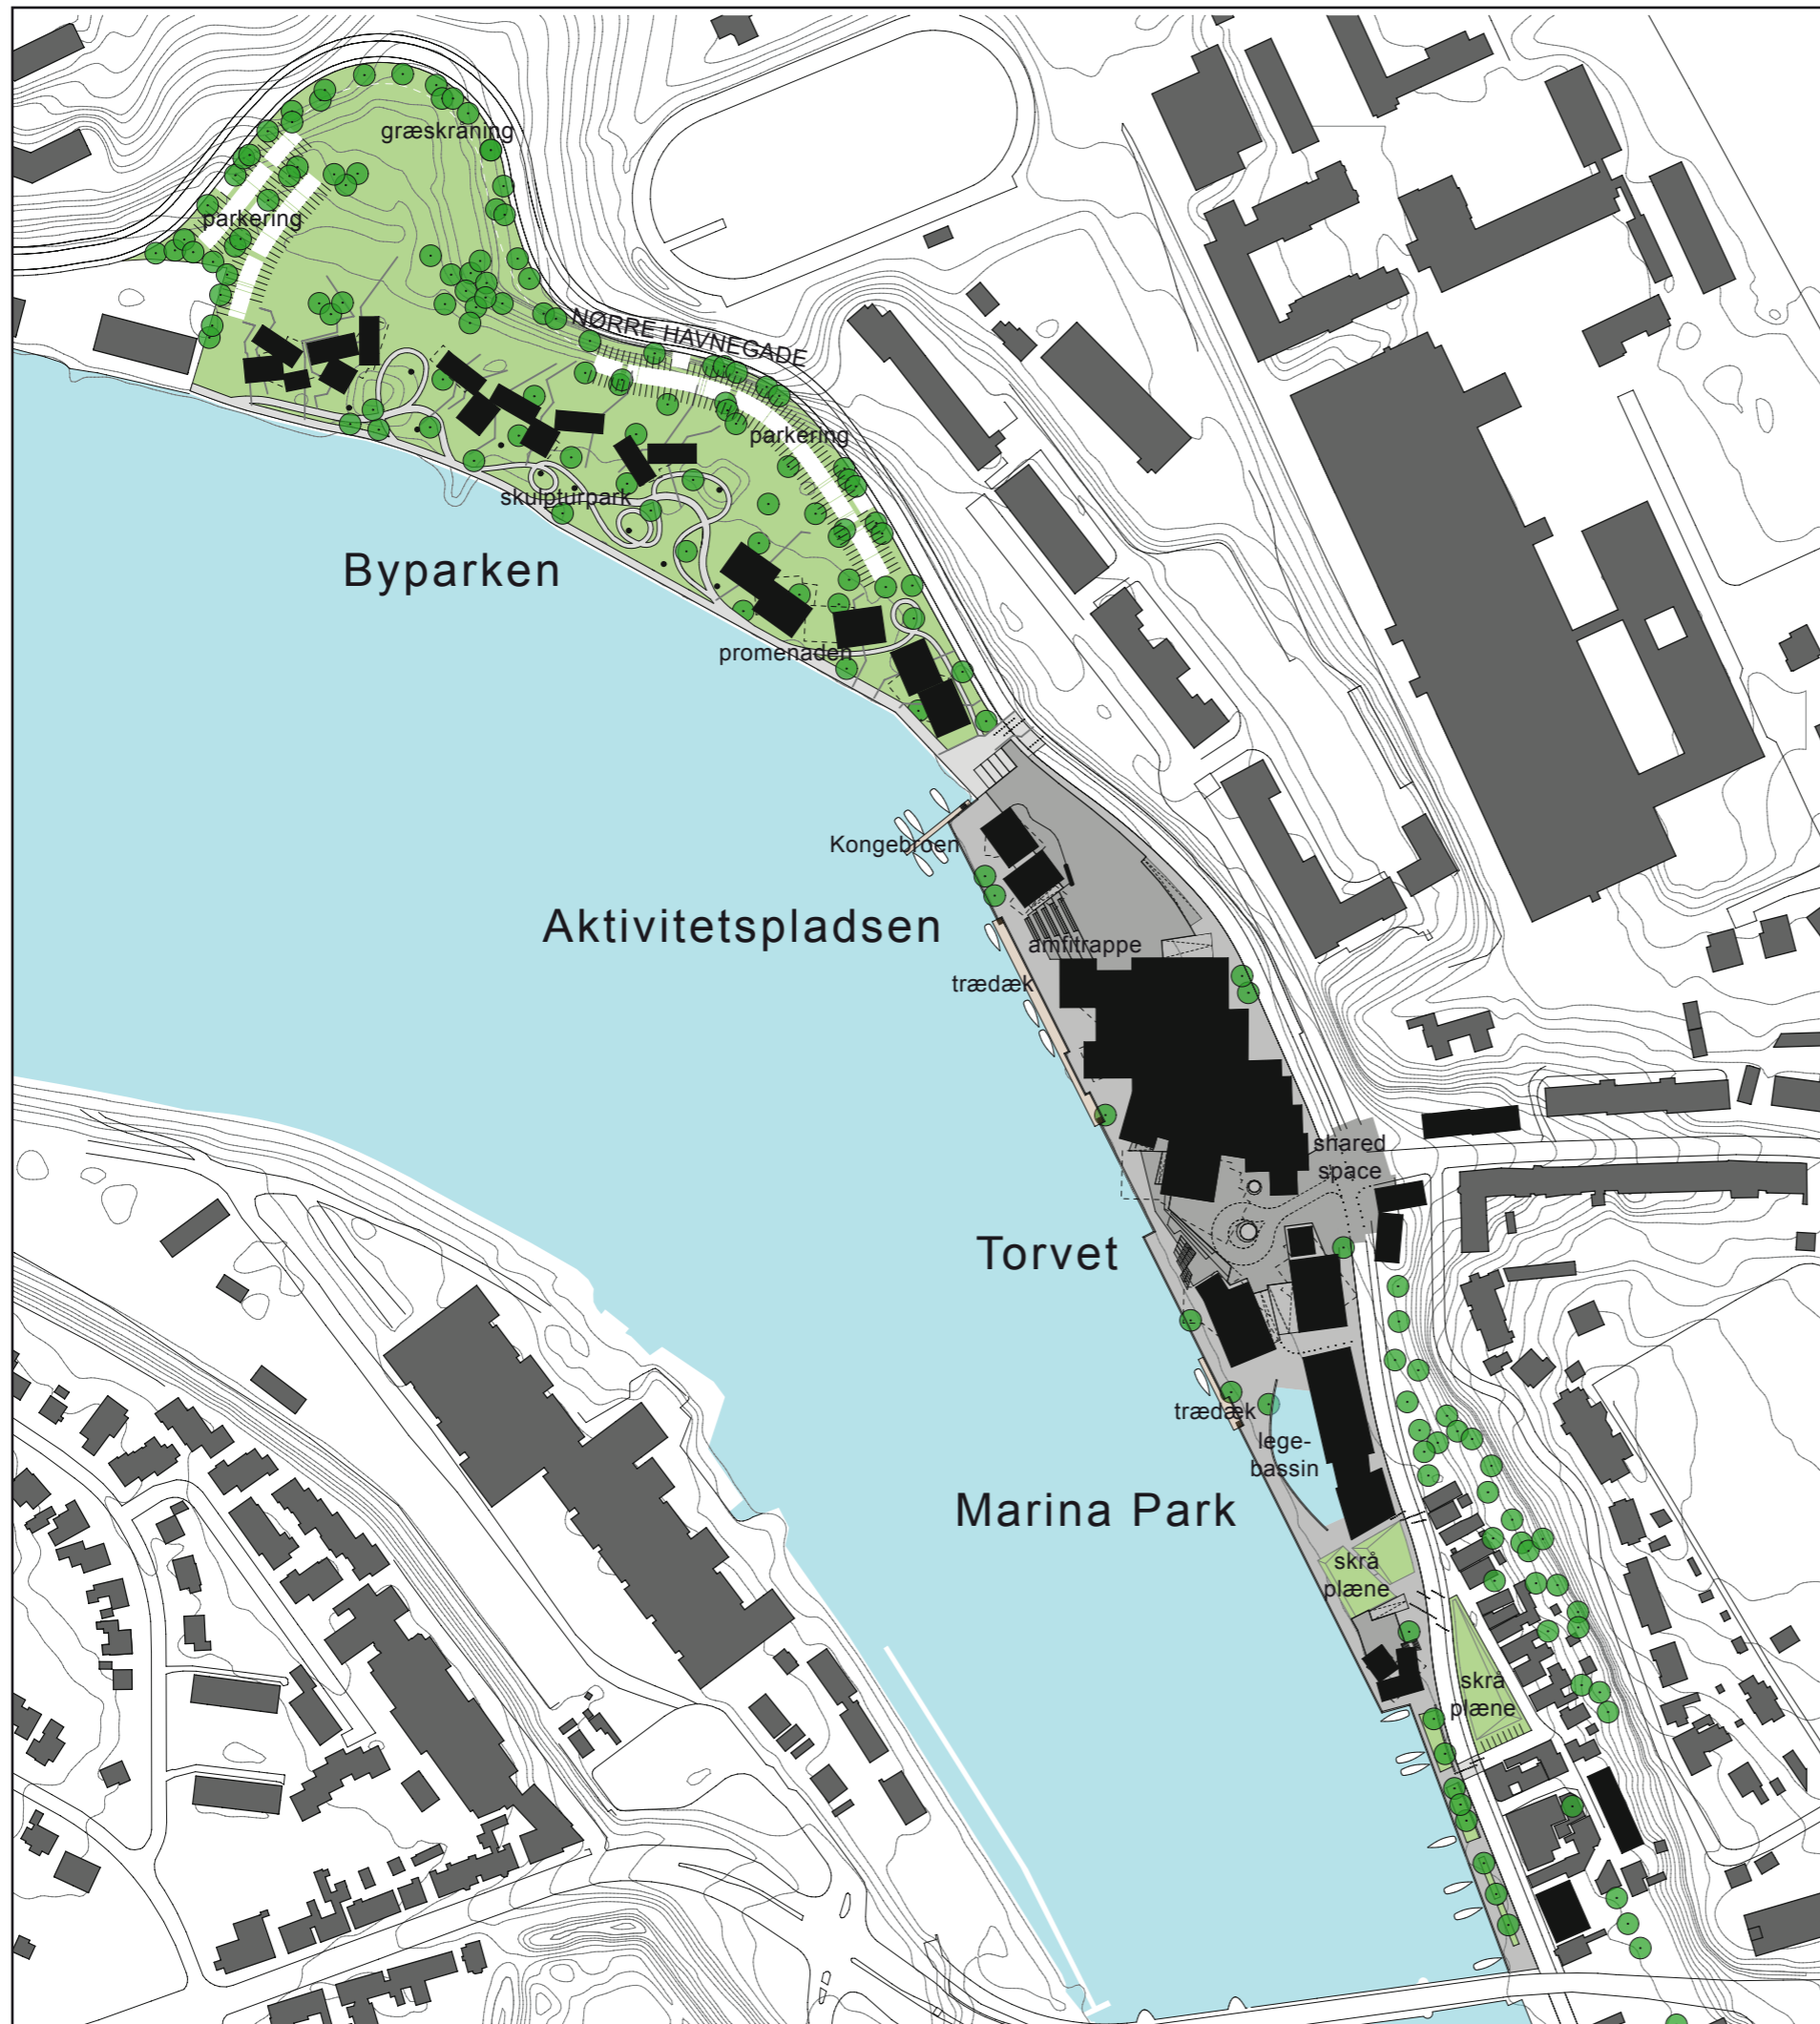 græskråning
parkering
NØRRE HAVNEGADE
parkering
skulpturpark
Byparken
promenaden
Kongebroen
Aktivitetspladsen
amfitrappe
trædæk
shared
space
Torvet
trædæk
lege-
bassin
Marina Park
skrå
plæne
skrå
plæne